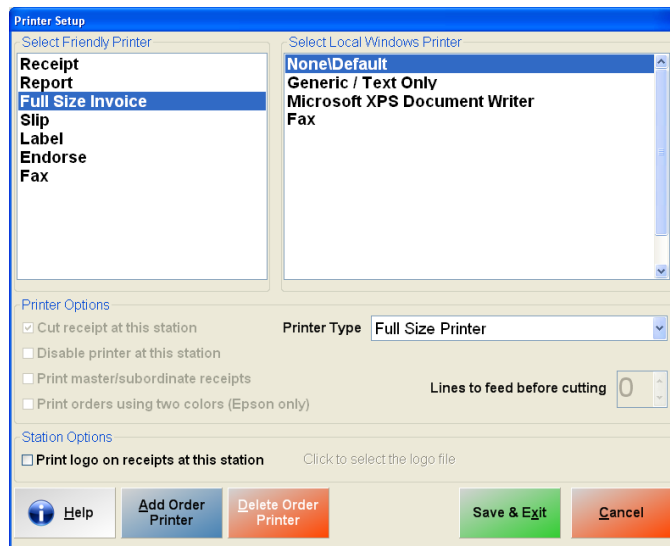 Printer Setup
Select Friendly Printer
Receipt
Report
Full Size Invoice
Slip
Label
Endorse
Fax
Select Local Windows Printer
None\Default
Generic / Text Only
Microsoft XPS Document Writer
Fax
Printer Options
Cut receipt at this station
Disable printer at this station
Print master/subordinate receipts
Print orders using two colors (Epson only)
Printer Type
Full Size Printer
Lines to feed before cutting
0
Station Options
Print logo on receipts at this station
Click to select the logo file
Help
Add Order
Printer
Delete Order
Printer
Save & Exit
Cancel